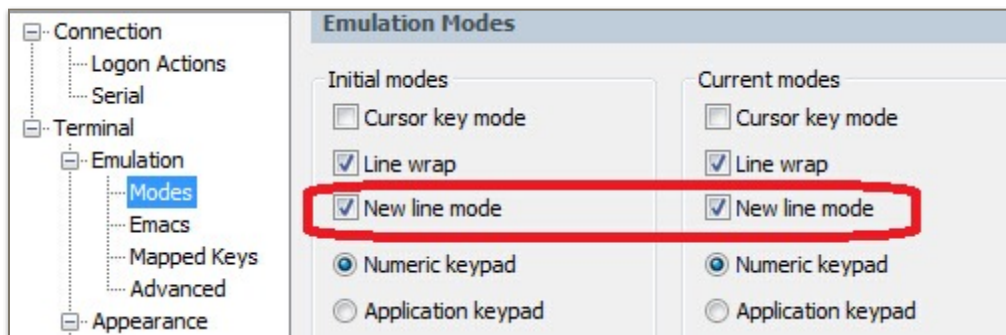 Connection
Logon Actions
Serial
Terminal
Emulation
Modes
Emacs
Mapped Keys
Advanced
Appearance
Emulation Modes
Initial modes
Cursor key mode
Line wrap
New line mode
Numeric keypad
Application keypad
Current modes
Cursor key mode
Line wrap
New line mode
Numeric keypad
Application keypad